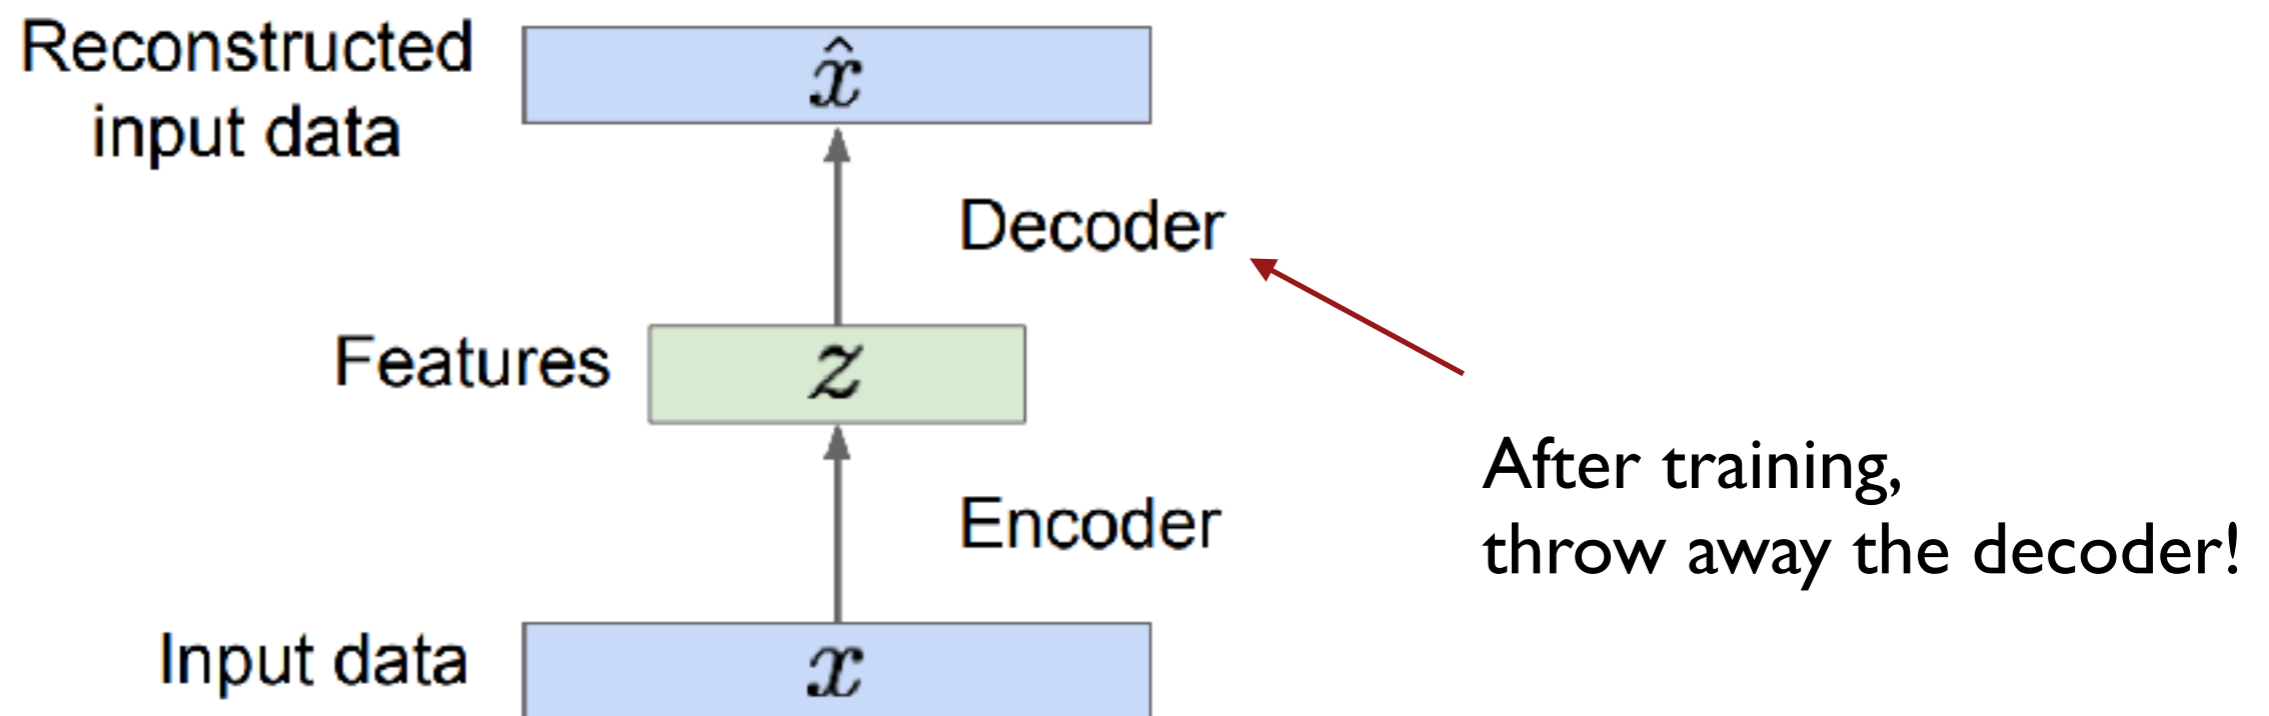 Reconstructed
input data
x̂
Decoder
Features
z
After training,
throw away the decoder!
Encoder
Input data
x